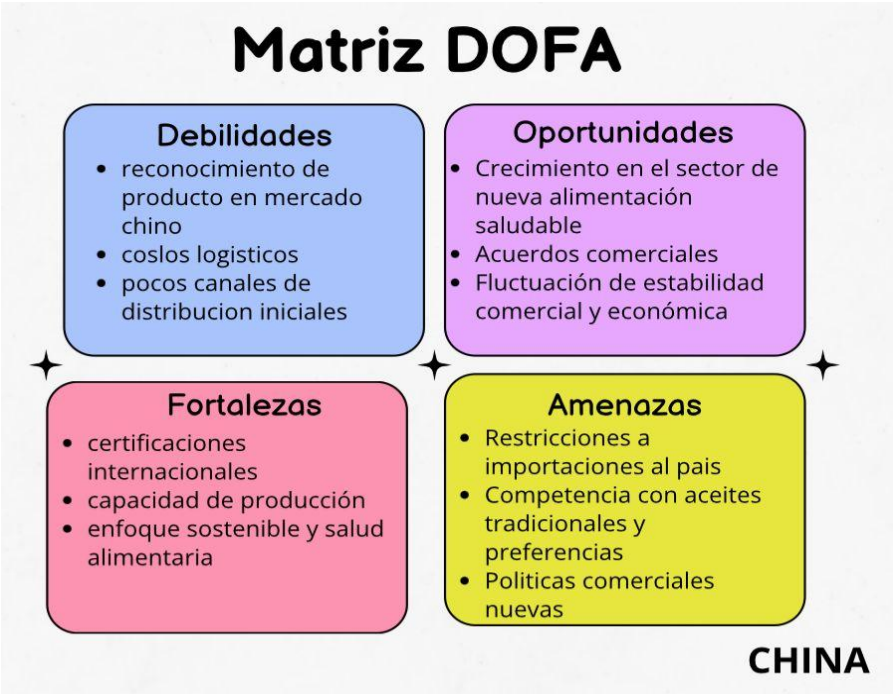 Matriz DOFA
Debilidades
• reconocimiento de
producto en mercado
chino
• coslos logisticos
• pocos canales de
distribucion iniciales
Oportunidades
• Crecimiento en el sector de
nueva alimentación
saludable
• Acuerdos comerciales
• Fluctuación de estabilidad
comercial y económica
Fortalezas
• certificaciones
internacionales
• capacidad de producción
• enfoque sostenible y salud
alimentaria
Amenazas
• Restricciones a
importaciones al pais
• Competencia con aceites
tradicionales y
preferencias
• Politicas comerciales
nuevas
CHINA